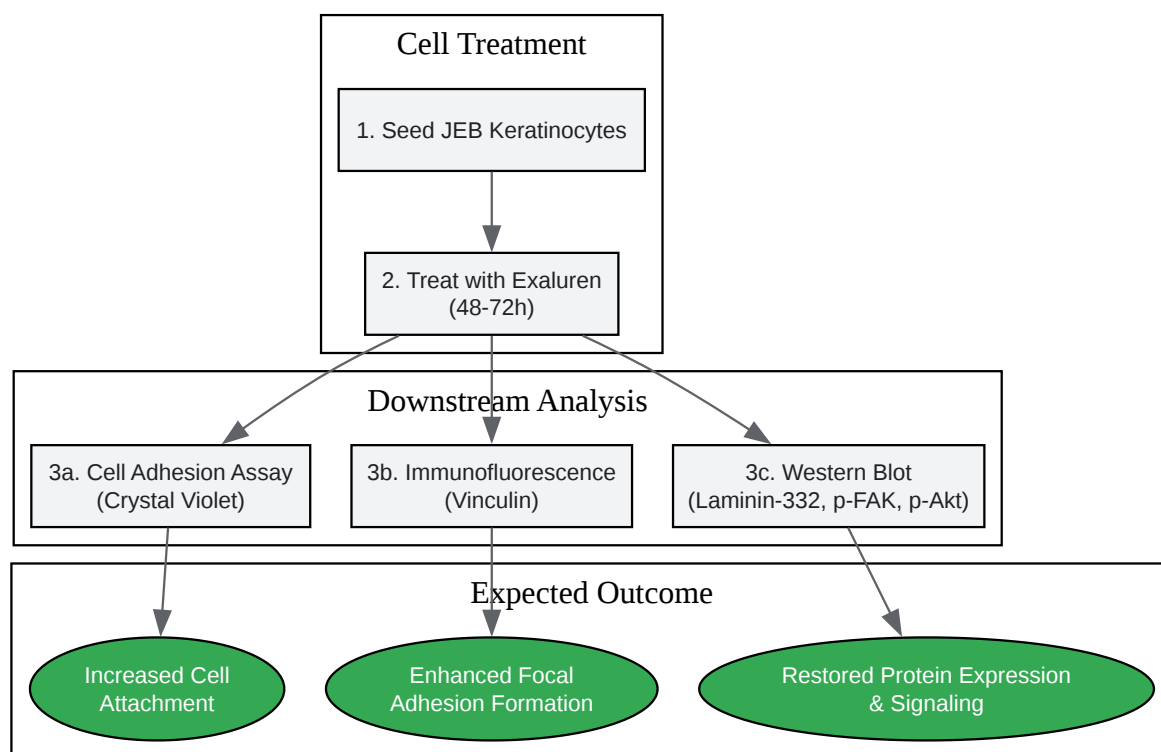 Cell Treatment
1. Seed JEB Keratinocytes
2. Treat with Exaluren
(48-72h)
Downstream Analysis
3a. Cell Adhesion Assay
(Crystal Violet)
3b. Immunofluorescence
(Vinculin)
3c. Western Blot
(Laminin-332, p-FAK, p-Akt)
Expected Outcome
Increased Cell
Attachment
Enhanced Focal
Adhesion Formation
Restored Protein Expression
& Signaling